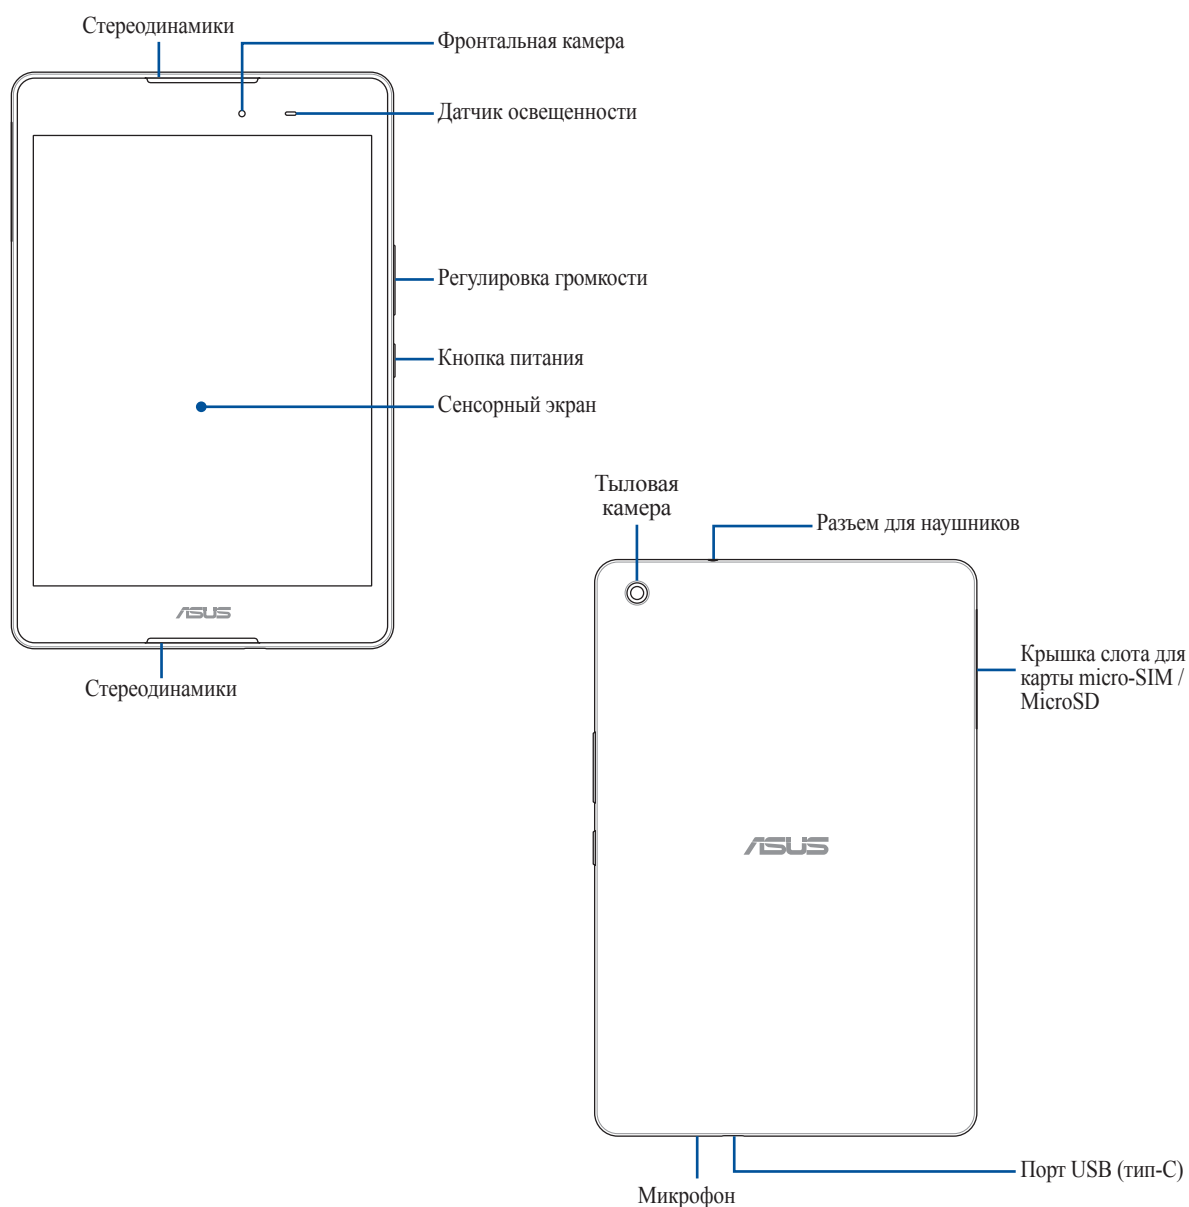 Стереодинамики
Фронтальная камера
Датчик освещенности
Регулировка громкости
Кнопка питания
Сенсорный экран
ASUS
Стереодинамики
Тыловая
камера
Разъем для наушников
Крышка слота для
карты micro-SIM /
MicroSD
ASUS
Порт USB (тип-C)
Микрофон